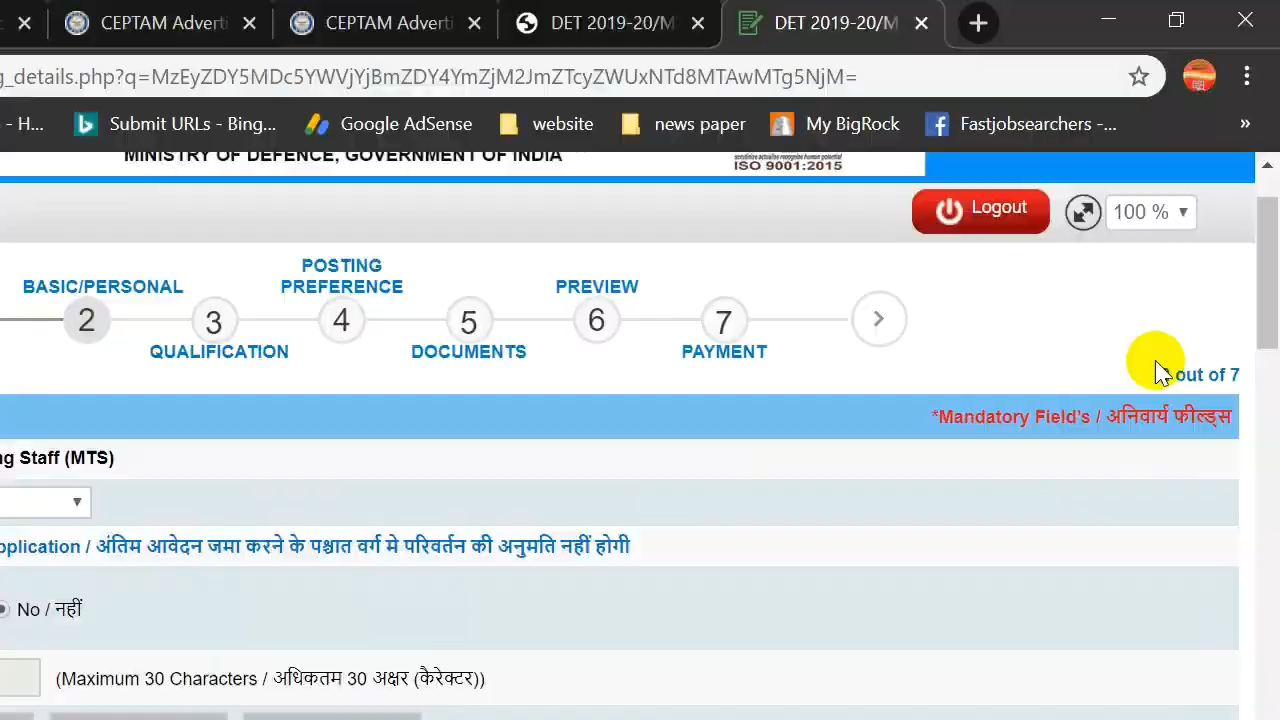 CEPTAM Adverti
CEPTAM Adverti
DET 2019-20/M
DET 2019-20/M
g_details.php?q=MzEyZDY5MDc5YWVjYjBmZDY4YmZjM2JmZTcyZWUxNTd8MTAwMTg5NjM=
- H...
Submit URLs - Bing...
Google AdSense
website
news paper
My BigRock
Fastjobsearchers -...
»
MINISTRY OF DEFENCE, GOVERNMENT OF INDIA
ISO 9001:2015
Logout
100 %
BASIC/PERSONAL
POSTING
PREFERENCE
PREVIEW
2
3
4
5
6
7
QUALIFICATION
DOCUMENTS
PAYMENT
out of 7
*Mandatory Field's / अनिवार्य फील्ड्स
ng Staff (MTS)
pplication / अंतिम आवेदन जमा करने के पश्चात वर्ग मे परिवर्तन की अनुमति नहीं होगी
No / नहीं
(Maximum 30 Characters / अधिकतम 30 अक्षर (कैरेक्टर))